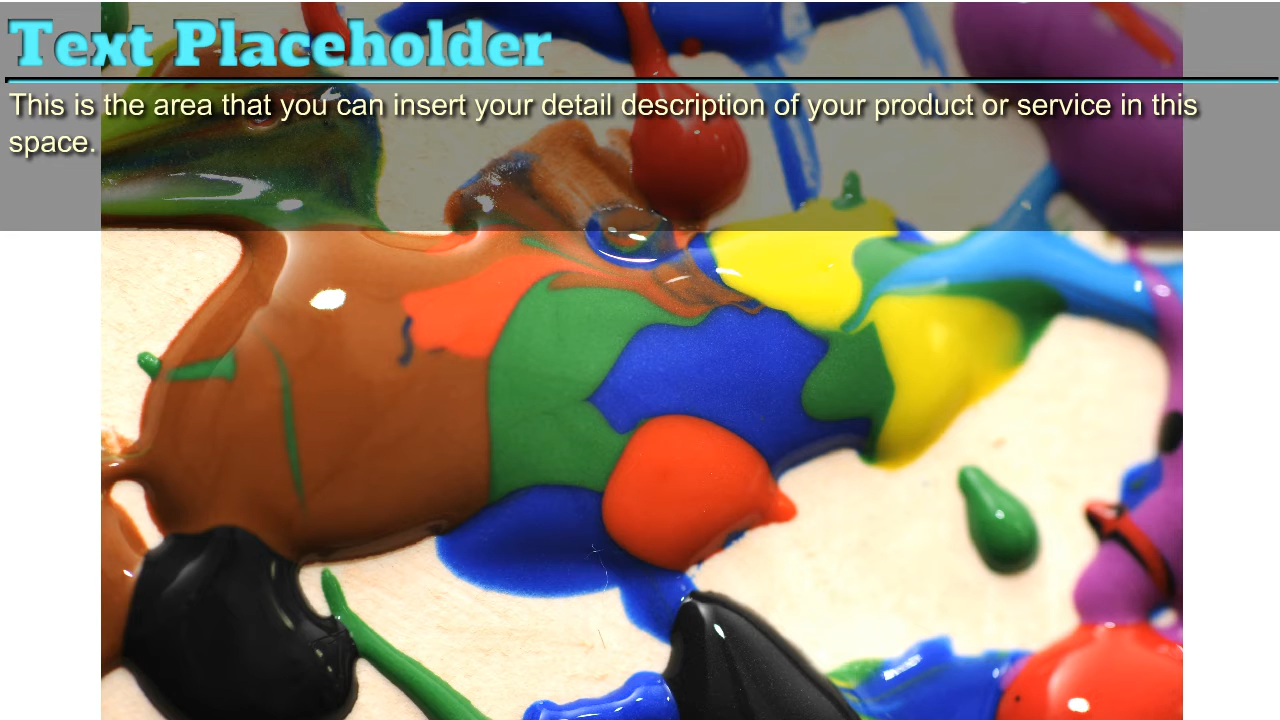 Text Placeholder
This is the area that you can insert your detail description of your product or service in this
space.